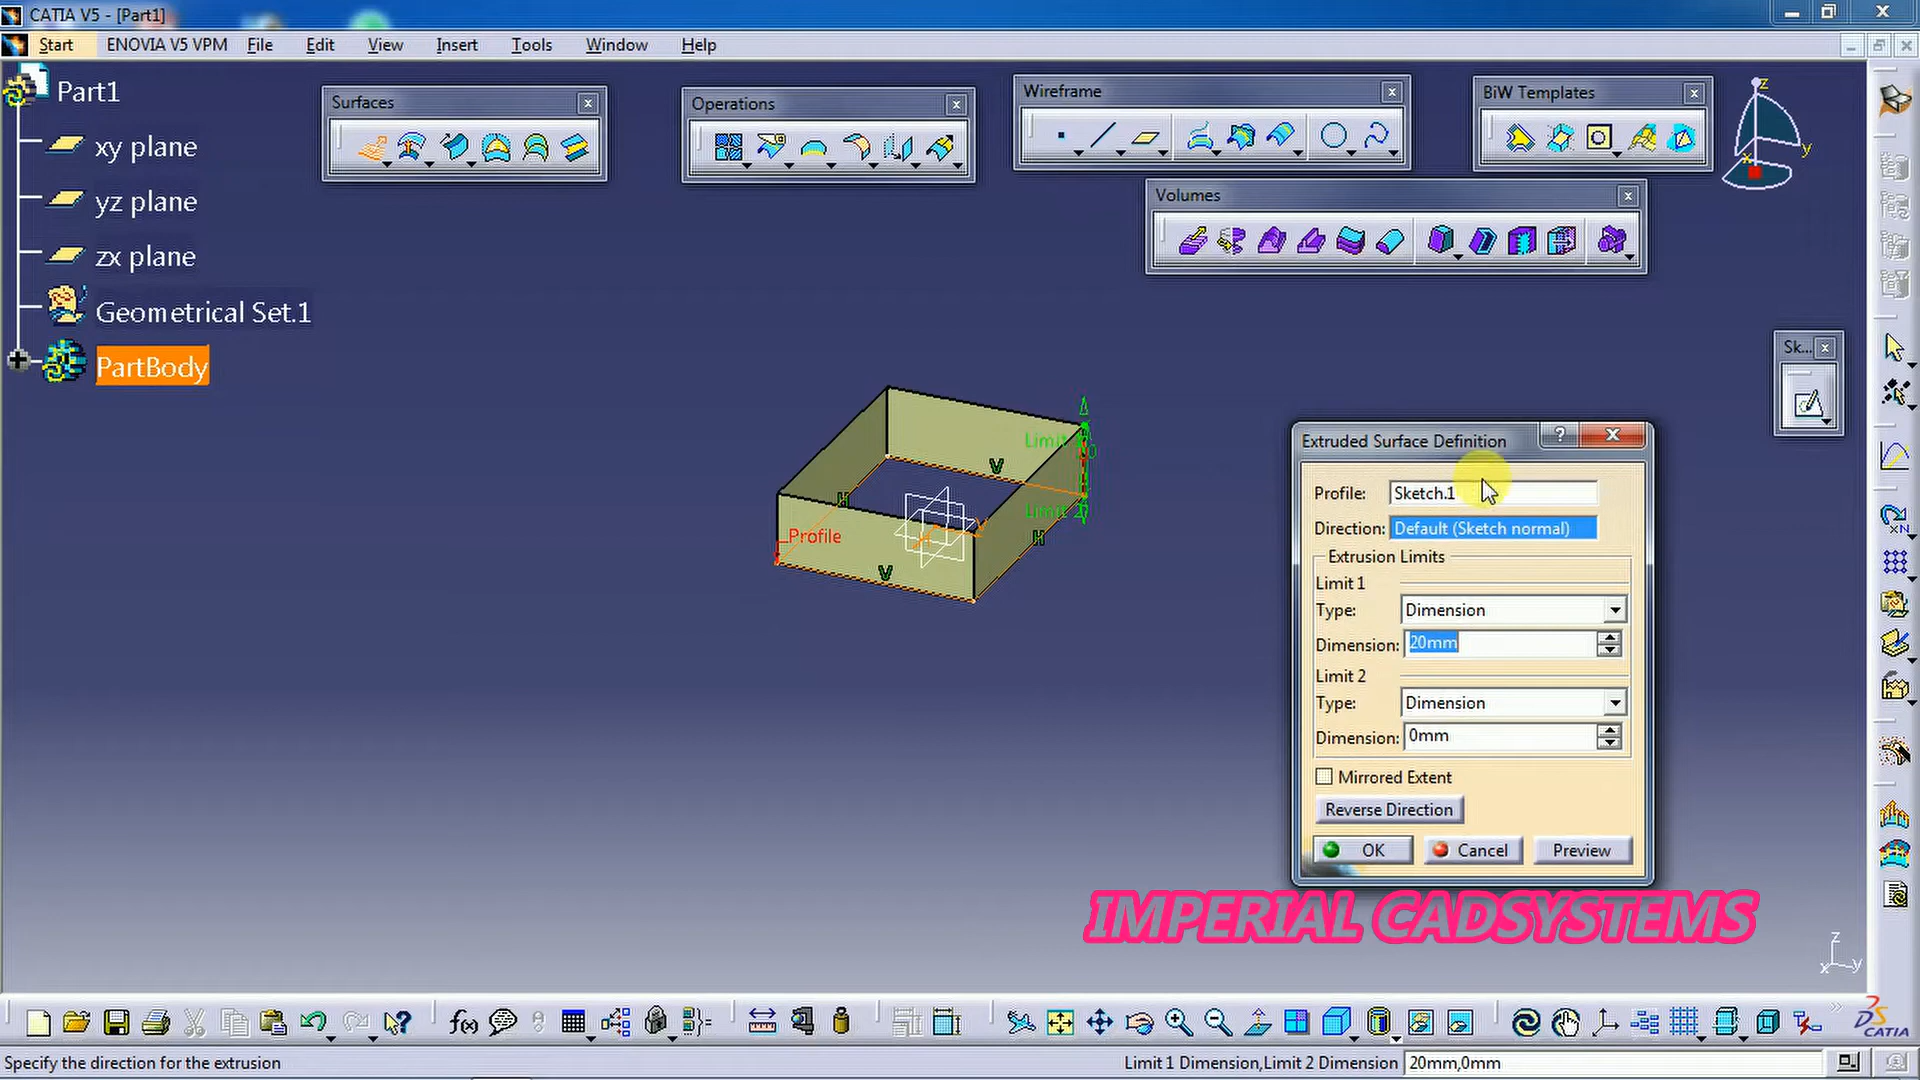 CATIA V5 - [Part1]
Start ENOVIA V5 VPM File Edit View Insert Tools Window Help
Part1
xy plane
yz plane
zx plane
Geometrical Set.1
PartBody
Surfaces
Operations
Wireframe
BiW Templates
Volumes
Sk...
z
y
x
Limit
Limit 2
Profile
H
V
V
H
V
Extruded Surface Definition
?
Profile: Sketch.1
Direction: Default (Sketch normal)
Extrusion Limits
Limit 1
Type: Dimension
Dimension: 20mm
Limit 2
Type: Dimension
Dimension: 0mm
Mirrored Extent
Reverse Direction
OK Cancel Preview
IMPERIAL CADSYSTEMS
z
x y
f(x)
DS CATIA
Specify the direction for the extrusion
Limit 1 Dimension,Limit 2 Dimension 20mm,0mm